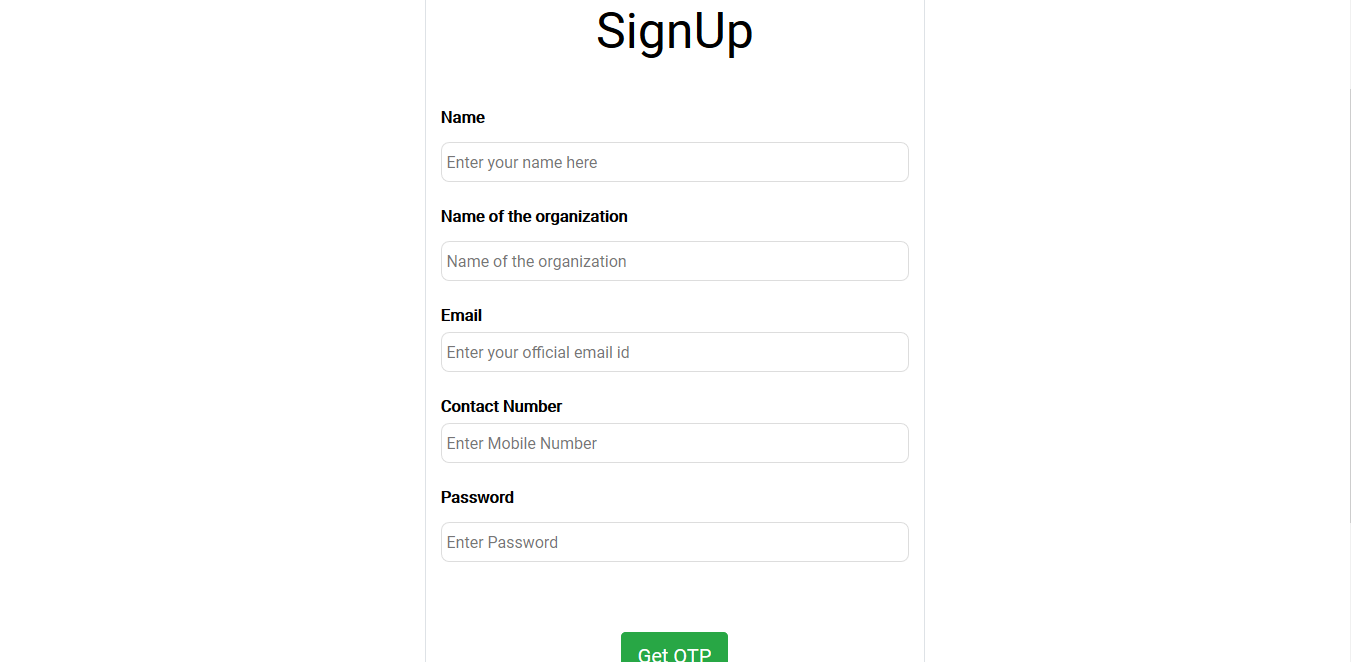 SignUp
Name
Enter your name here
Name of the organization
Name of the organization
Email
Enter your official email id
Contact Number
Enter Mobile Number
Password
Enter Password
Get OTP